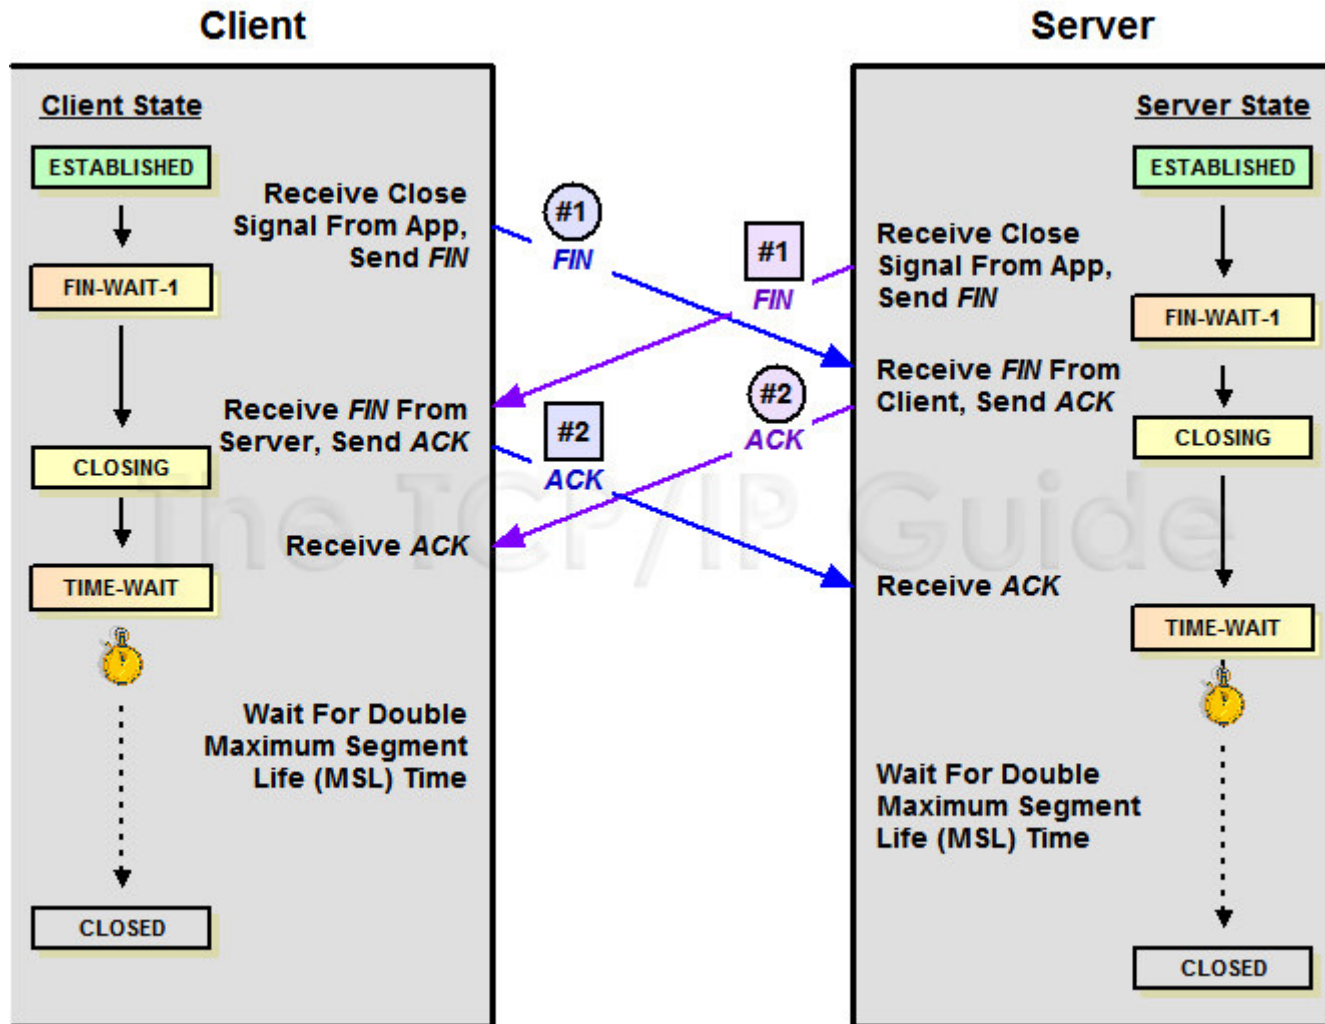 Client
Server
Client State
ESTABLISHED
FIN-WAIT-1
CLOSING
TIME-WAIT
CLOSED
Receive Close
Signal From App,
Send FIN
Receive FIN From
Server, Send ACK
Receive ACK
Wait For Double
Maximum Segment
Life (MSL) Time
#1
FIN
#2
ACK
#1
FIN
#2
ACK
The TCP/IP Guide
Server State
ESTABLISHED
FIN-WAIT-1
CLOSING
TIME-WAIT
CLOSED
Receive Close
Signal From App,
Send FIN
Receive FIN From
Client, Send ACK
Receive ACK
Wait For Double
Maximum Segment
Life (MSL) Time